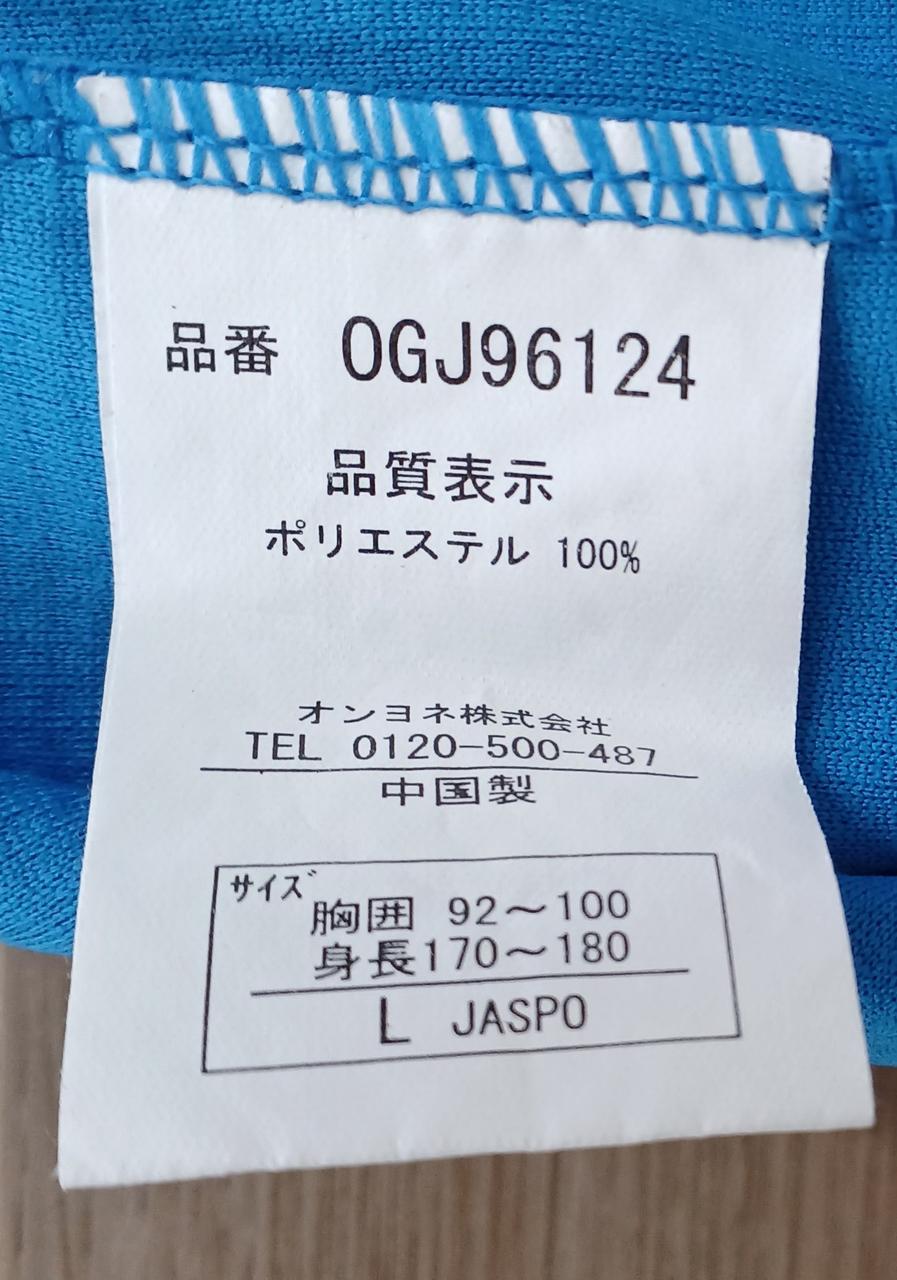 品番 OGJ96124
品質表示
ポリエステル 100%
オンヨネ株式会社
TEL 0120-500-487
中国製
サイズ
胸囲 92～100
身長170～180
L JASPO